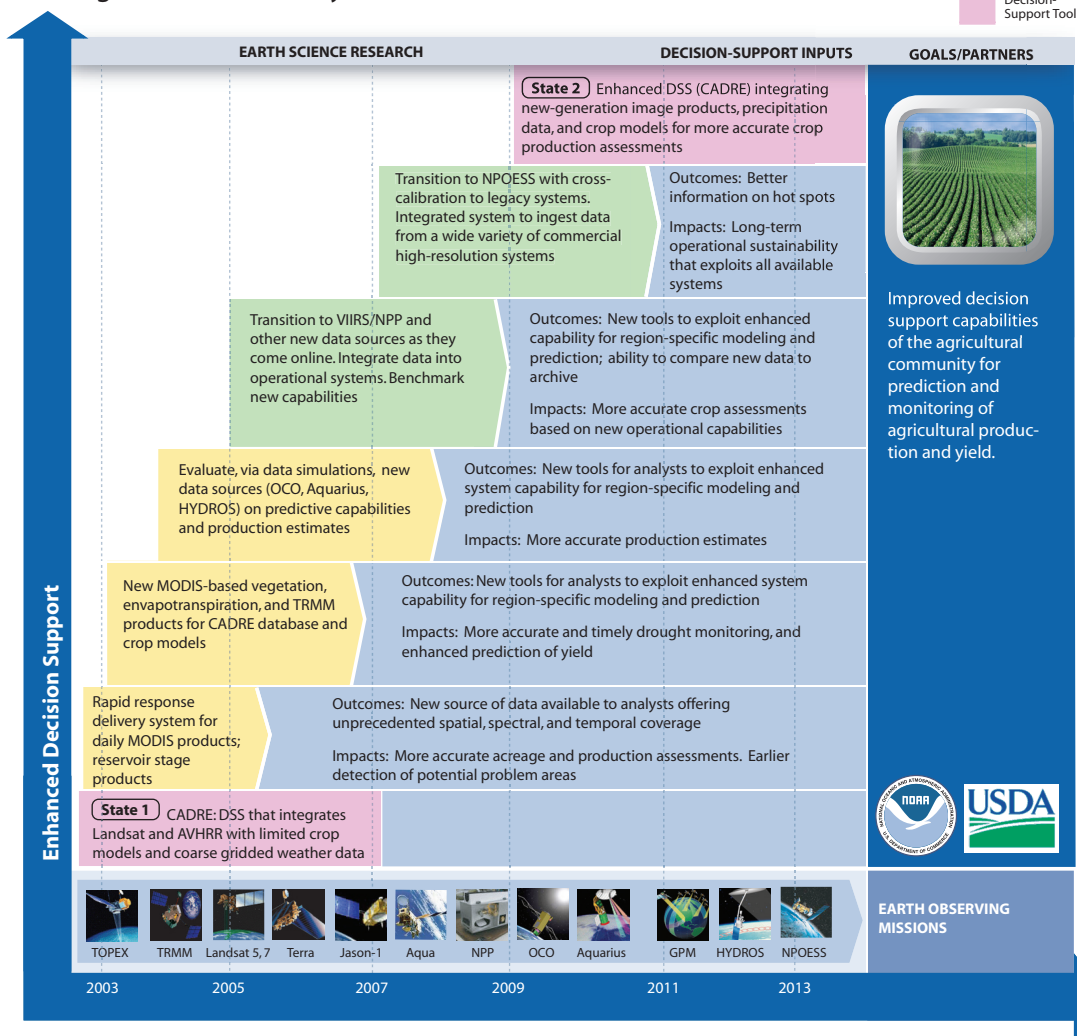 Decision-
Support Tool
EARTH SCIENCE RESEARCH
DECISION-SUPPORT INPUTS
GOALS/PARTNERS
State 2 Enhanced DSS (CADRE) integrating
new-generation image products, precipitation
data, and crop models for more accurate crop
production assessments
Transition to NPOESS with cross-
calibration to legacy systems.
Integrated system to ingest data
from a wide variety of commercial
high-resolution systems
Outcomes: Better
information on hot spots
Impacts: Long-term
operational sustainability
that exploits all available
systems
Improved decision
support capabilities
of the agricultural
community for
prediction and
monitoring of
agricultural produc-
tion and yield.
Transition to VIIRS/NPP and
other new data sources as they
come online. Integrate data into
operational systems. Benchmark
new capabilities
Outcomes: New tools to exploit enhanced
capability for region-specific modeling and
prediction; ability to compare new data to
archive
Impacts: More accurate crop assessments
based on new operational capabilities
Evaluate, via data simulations, new
data sources (OCO, Aquarius,
HYDROS) on predictive capabilities
and production estimates
Outcomes: New tools for analysts to exploit enhanced
system capability for region-specific modeling and
prediction
Impacts: More accurate production estimates
New MODIS-based vegetation,
envapotranspiration, and TRMM
products for CADRE database and
crop models
Outcomes: New tools for analysts to exploit enhanced system
capability for region-specific modeling and prediction
Impacts: More accurate and timely drought monitoring, and
enhanced prediction of yield
Rapid response
delivery system for
daily MODIS products;
reservoir stage
products
Outcomes: New source of data available to analysts offering
unprecedented spatial, spectral, and temporal coverage
Impacts: More accurate acreage and production assessments. Earlier
detection of potential problem areas
State 1 CADRE: DSS that integrates
Landsat and AVHRR with limited crop
models and coarse gridded weather data
Enhanced Decision Support
NATIONAL OCEANIC AND ATMOSPHERIC ADMINISTRATION
NOAA
U.S. DEPARTMENT OF COMMERCE
USDA
TOPEX
TRMM
Landsat 5, 7
Terra
Jason-1
Aqua
NPP
OCO
Aquarius
GPM
HYDROS
NPOESS
EARTH OBSERVING
MISSIONS
2003
2005
2007
2009
2011
2013